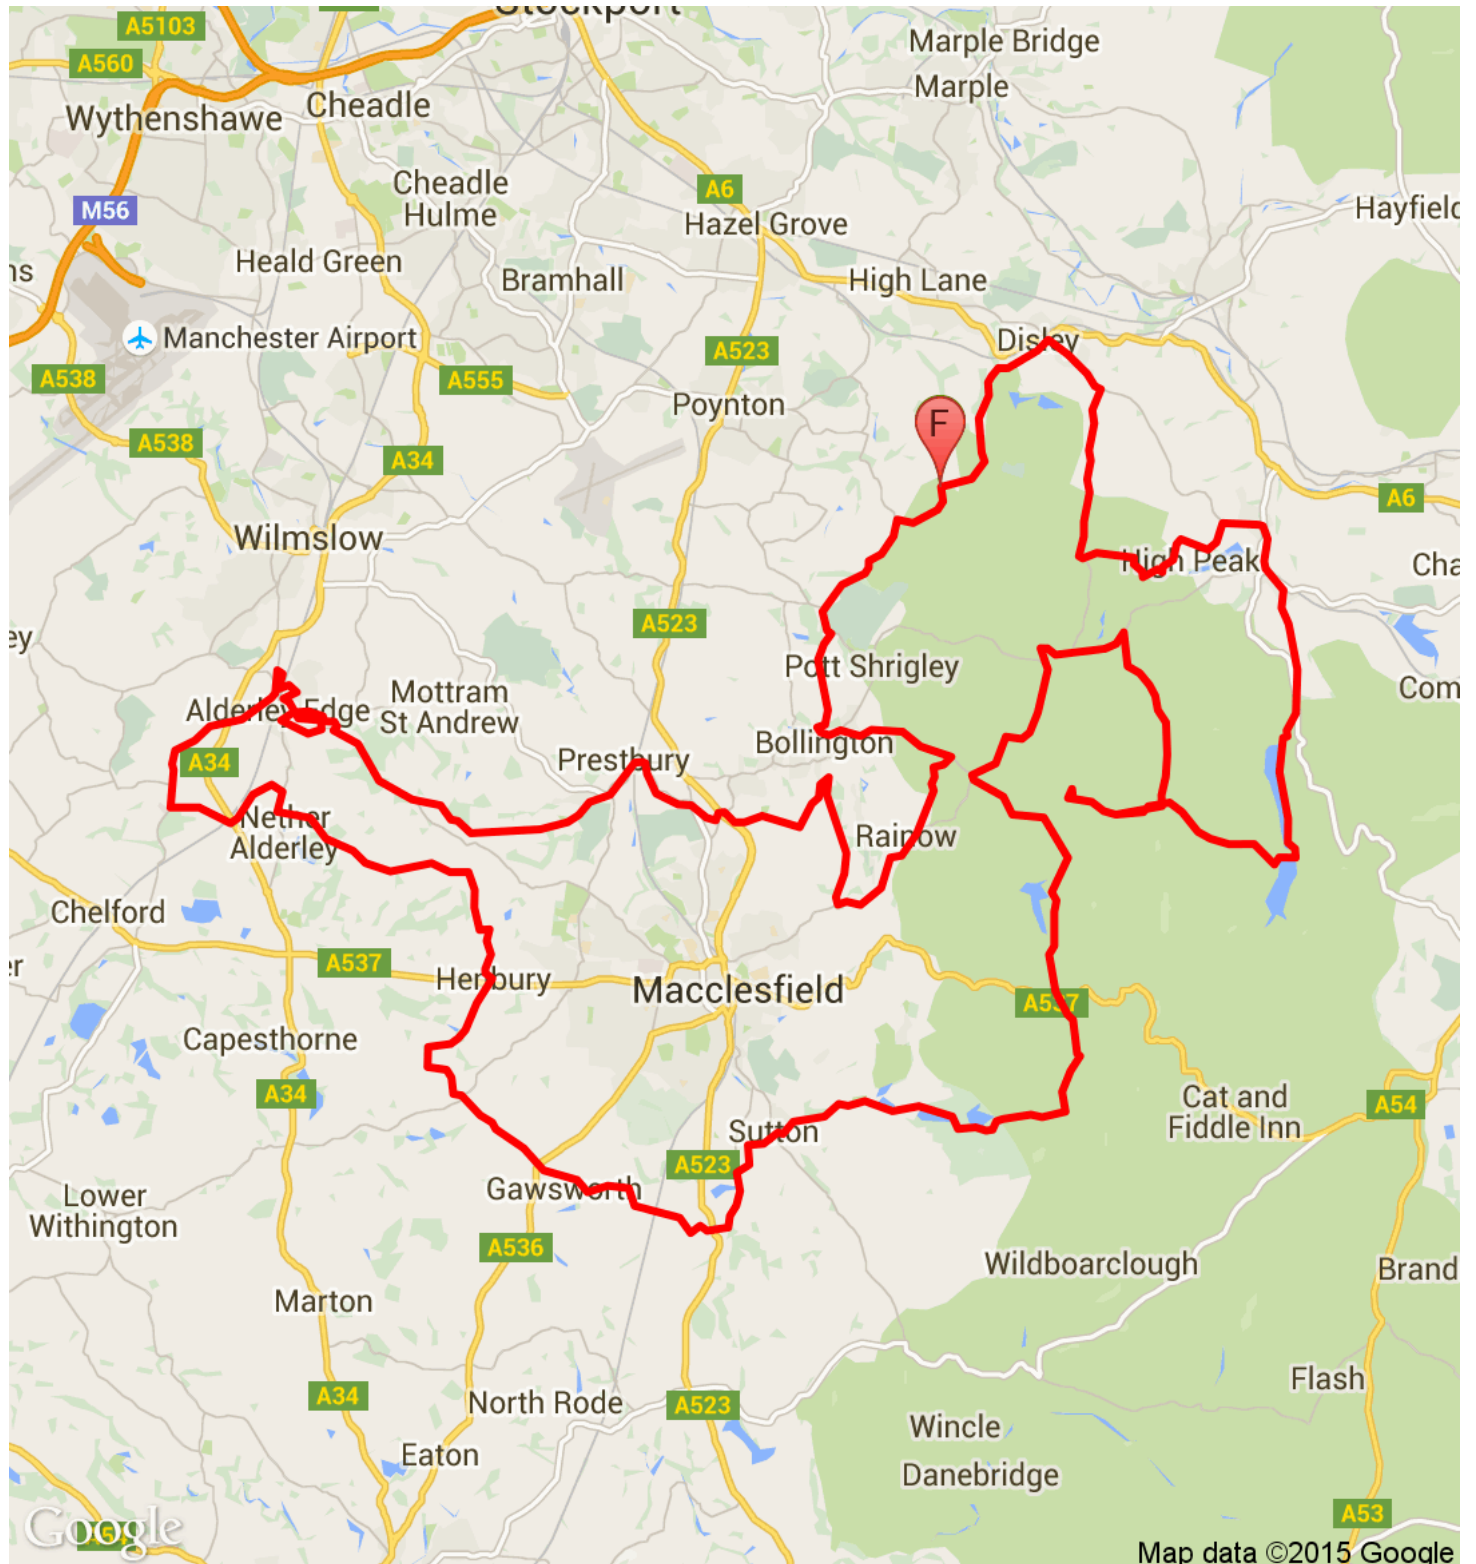 Stockport
A5103
Marple Bridge
A560
Marple
Cheadle
Wythenshawe
Cheadle
Hulme
A6
M56
Hayfield
Hazel Grove
Heald Green
Bramhall
High Lane
Manchester Airport
Disley
A523
A538
A555
Poynton
F
A538
A34
A6
Wilmslow
High Peak
A523
Pott Shrigley
Mottram
St Andrew
Alderley Edge
Bollington
A34
Prestbury
Nether
Alderley
Rainow
Chelford
A537
Henbury
Macclesfield
A537
Capesthorne
A34
Cat and
Fiddle Inn
A54
Sutton
A523
Gawsworth
Lower
Withington
A536
Wildboarclough
Brand
Marton
Flash
A34
North Rode
A523
Wincle
Eaton
Danebridge
A53
Google
Map data ©2015 Google